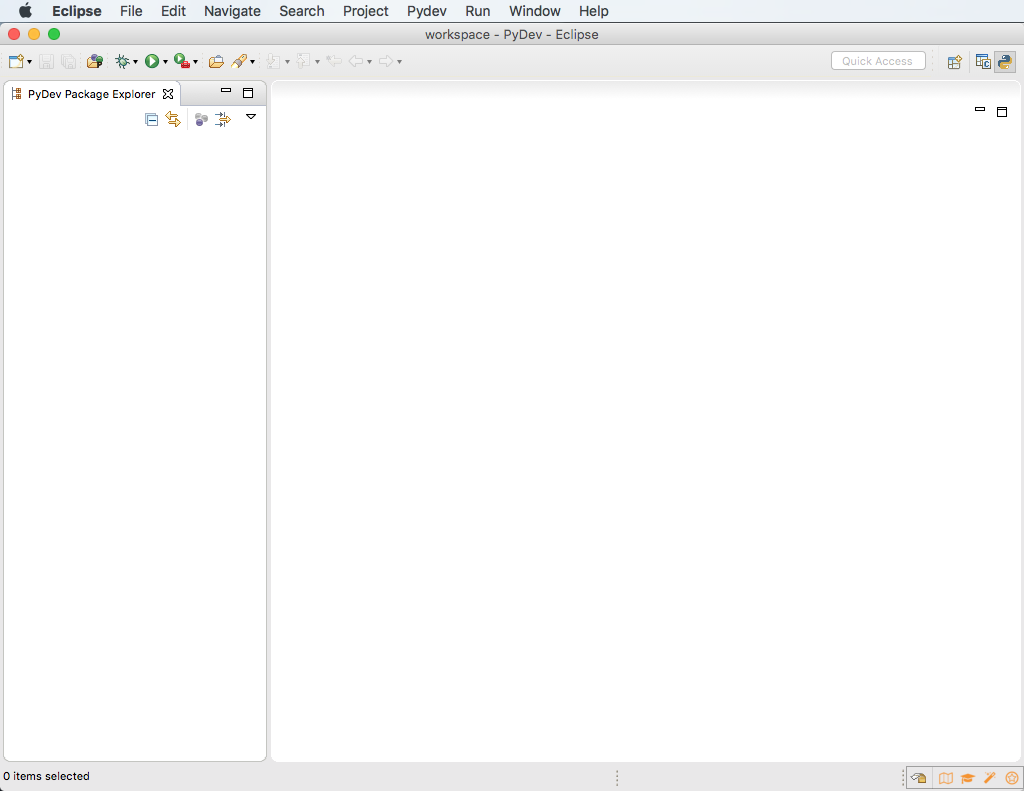 Eclipse File Edit Navigate Search Project Pydev Run Window Help
workspace - PyDev - Eclipse
Quick Access
PyDev Package Explorer
0 items selected